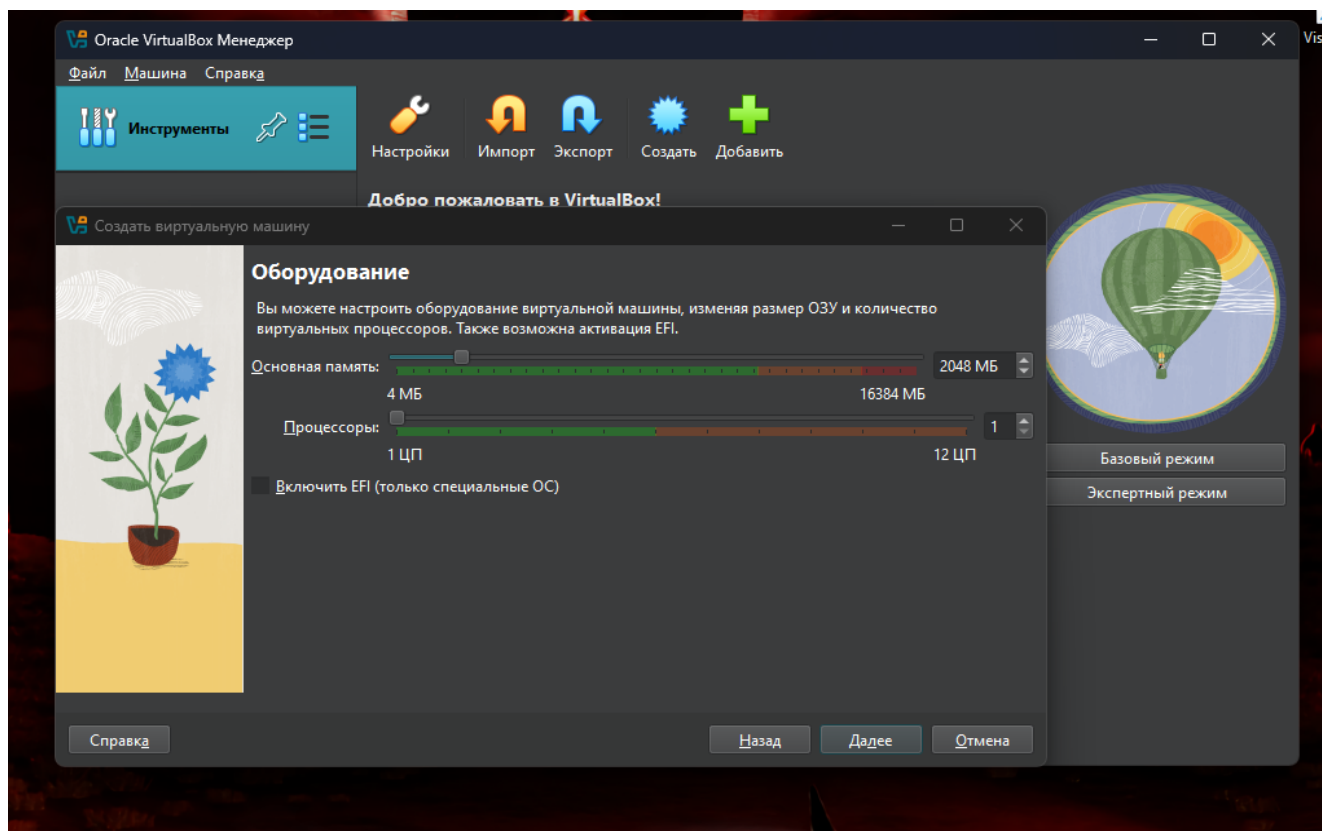 Oracle VirtualBox Менеджер
Vis
Файл Машина Справка
Инструменты
Настройки Импорт Экспорт Создать Добавить
Добро пожаловать в VirtualBox!
Создать виртуальную машину
Оборудование
Вы можете настроить оборудование виртуальной машины, изменяя размер ОЗУ и количество
виртуальных процессоров. Также возможна активация EFI.
Основная память: 2048 МБ
4 МБ 16384 МБ
Процессоры: 1
1 ЦП 12 ЦП
Включить EFI (только специальные ОС)
Базовый режим
Экспертный режим
Справка Назад Далее Отмена